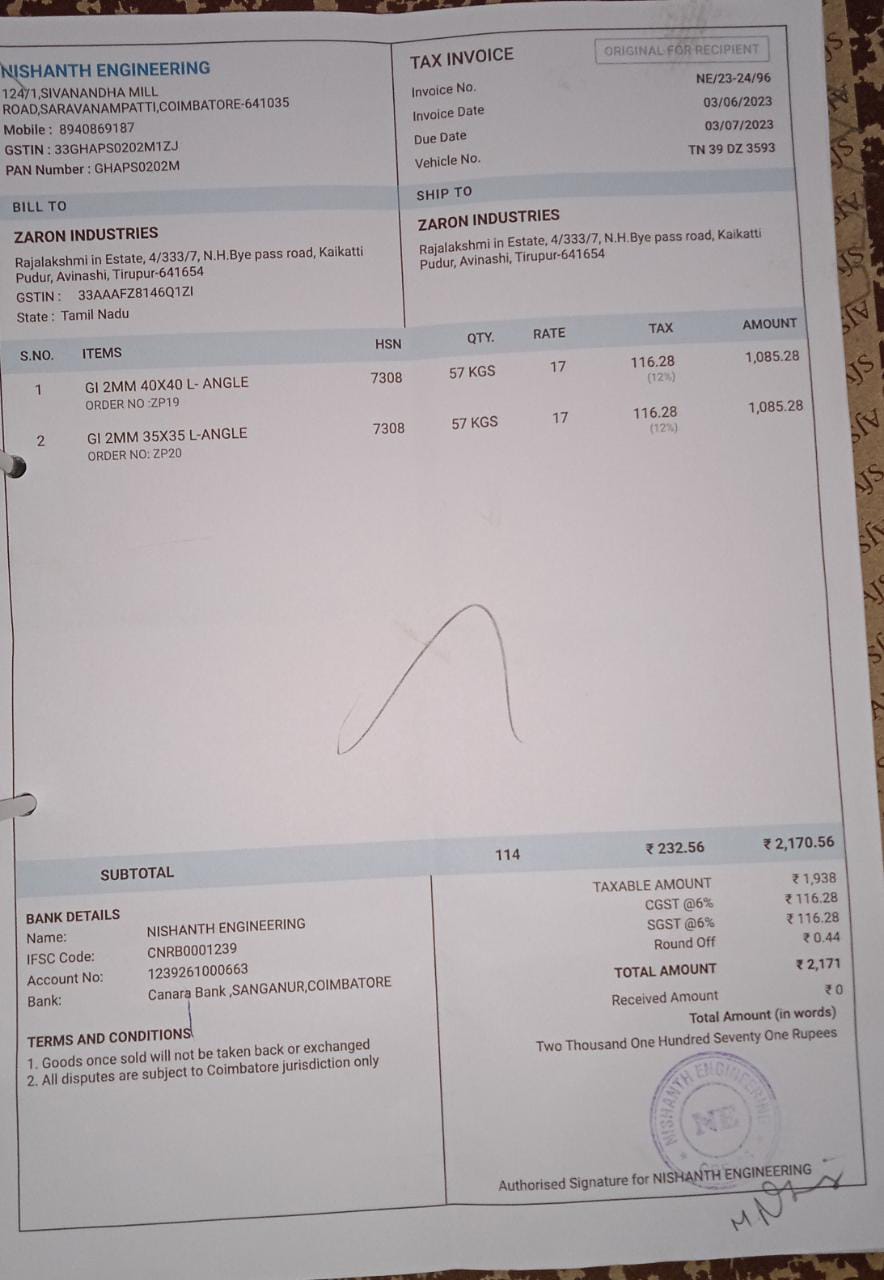 NISHANTH ENGINEERING
124/1,SIVANANDHA MILL
ROAD,SARAVANAMPATTI,COIMBATORE-641035
Mobile : 8940869187
GSTIN : 33GHAPS0202M1ZJ
PAN Number : GHAPS0202M
TAX INVOICE
ORIGINAL FOR RECIPIENT
Invoice No. NE/23-24/96
Invoice Date 03/06/2023
Due Date 03/07/2023
Vehicle No. TN 39 DZ 3593
BILL TO
ZARON INDUSTRIES
Rajalakshmi in Estate, 4/333/7, N.H.Bye pass road, Kaikatti
Pudur, Avinashi, Tirupur-641654
GSTIN : 33AAAFZ8146Q1ZI
State : Tamil Nadu
SHIP TO
ZARON INDUSTRIES
Rajalakshmi in Estate, 4/333/7, N.H.Bye pass road, Kaikatti
Pudur, Avinashi, Tirupur-641654
S.NO. ITEMS HSN QTY. RATE TAX AMOUNT
1 GI 2MM 40X40 L- ANGLE 7308 57 KGS 17 116.28 1,085.28
ORDER NO :ZP19 (12%)
2 GI 2MM 35X35 L-ANGLE 7308 57 KGS 17 116.28 1,085.28
ORDER NO: ZP20 (12%)
SUBTOTAL 114 ₹ 232.56 ₹ 2,170.56
BANK DETAILS
Name: NISHANTH ENGINEERING
IFSC Code: CNRB0001239
Account No: 1239261000663
Bank: Canara Bank ,SANGANUR,COIMBATORE
TERMS AND CONDITIONS
1. Goods once sold will not be taken back or exchanged
2. All disputes are subject to Coimbatore jurisdiction only
TAXABLE AMOUNT ₹ 1,938
CGST @6% ₹ 116.28
SGST @6% ₹ 116.28
Round Off ₹ 0.44
TOTAL AMOUNT ₹ 2,171
Received Amount ₹ 0
Total Amount (in words)
Two Thousand One Hundred Seventy One Rupees
NISHANTH ENGINEERING
NE
Authorised Signature for NISHANTH ENGINEERING